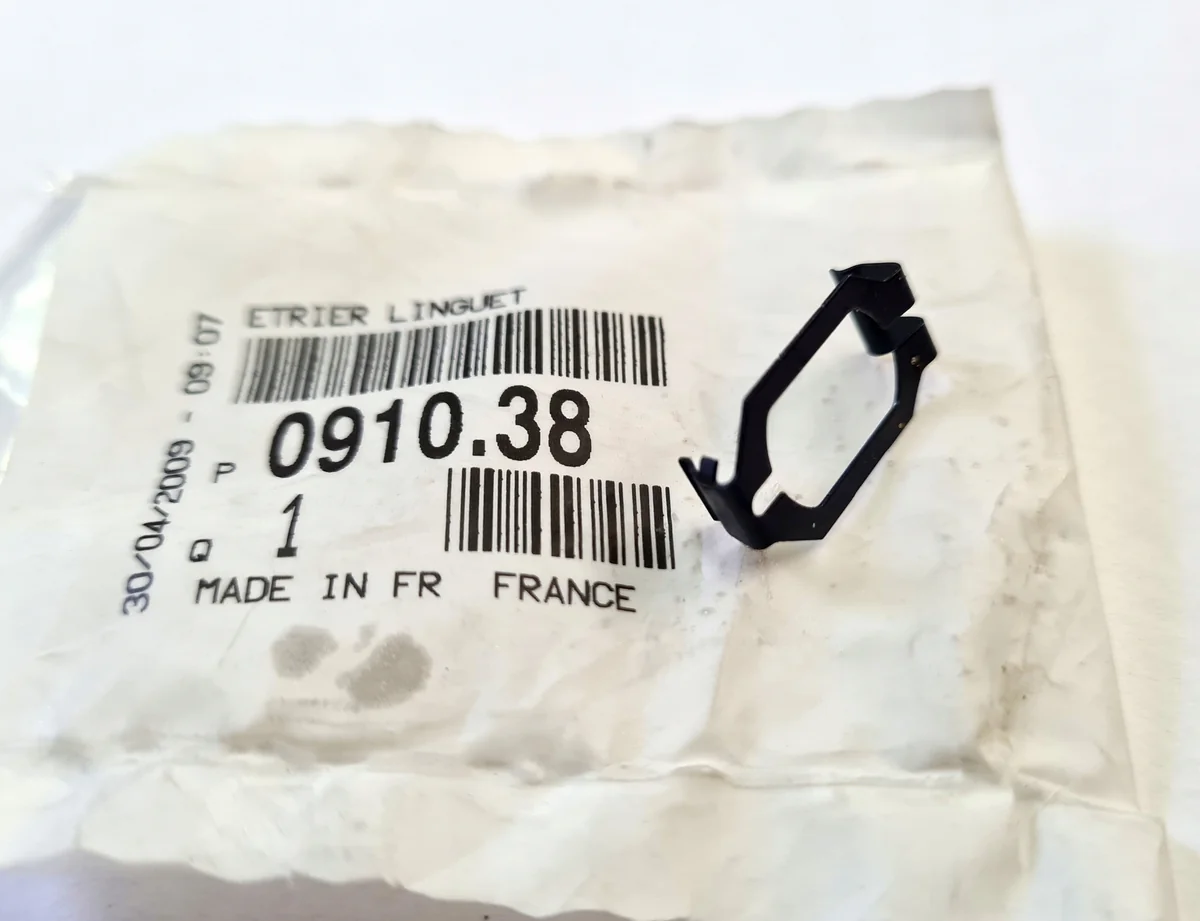 ETRIER LINGUET
P 0910.38
Q 1
MADE IN FR FRANCE
30/04/2009 - 09:07